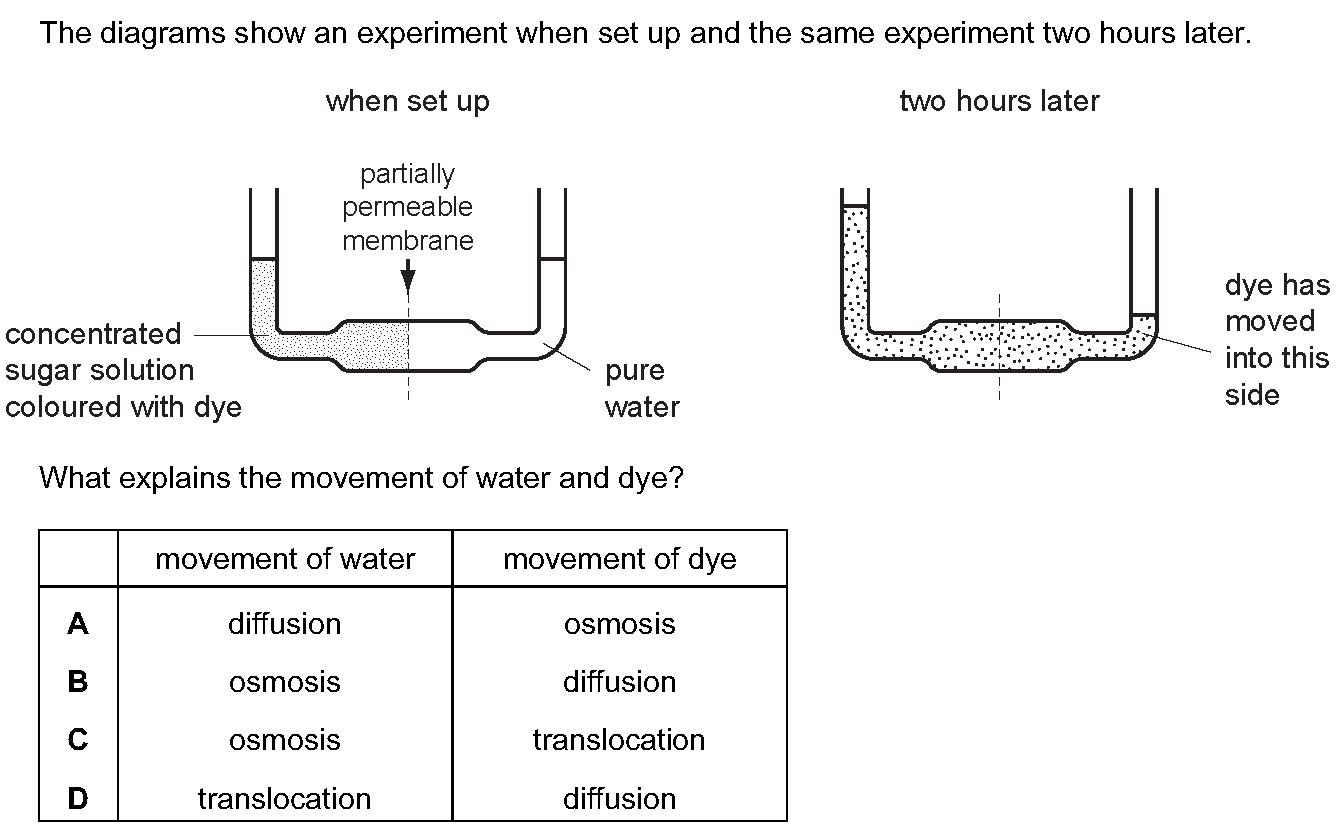 The diagrams show an experiment when set up and the same experiment two hours later.
when set up
two hours later
partially
permeable
membrane
concentrated
sugar solution
coloured with dye
pure
water
dye has
moved
into this
side
What explains the movement of water and dye?
movement of water movement of dye
A diffusion osmosis
B osmosis diffusion
C osmosis translocation
D translocation diffusion